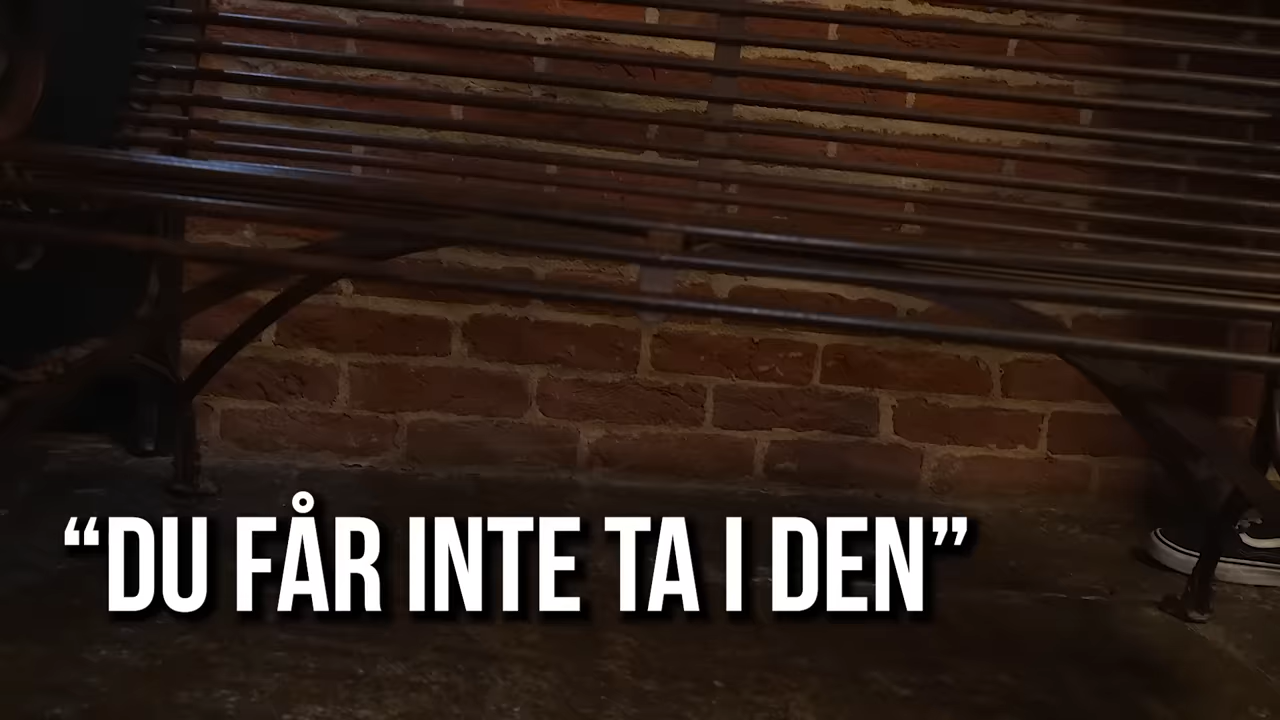 “DU FÅR INTE TA I DEN”